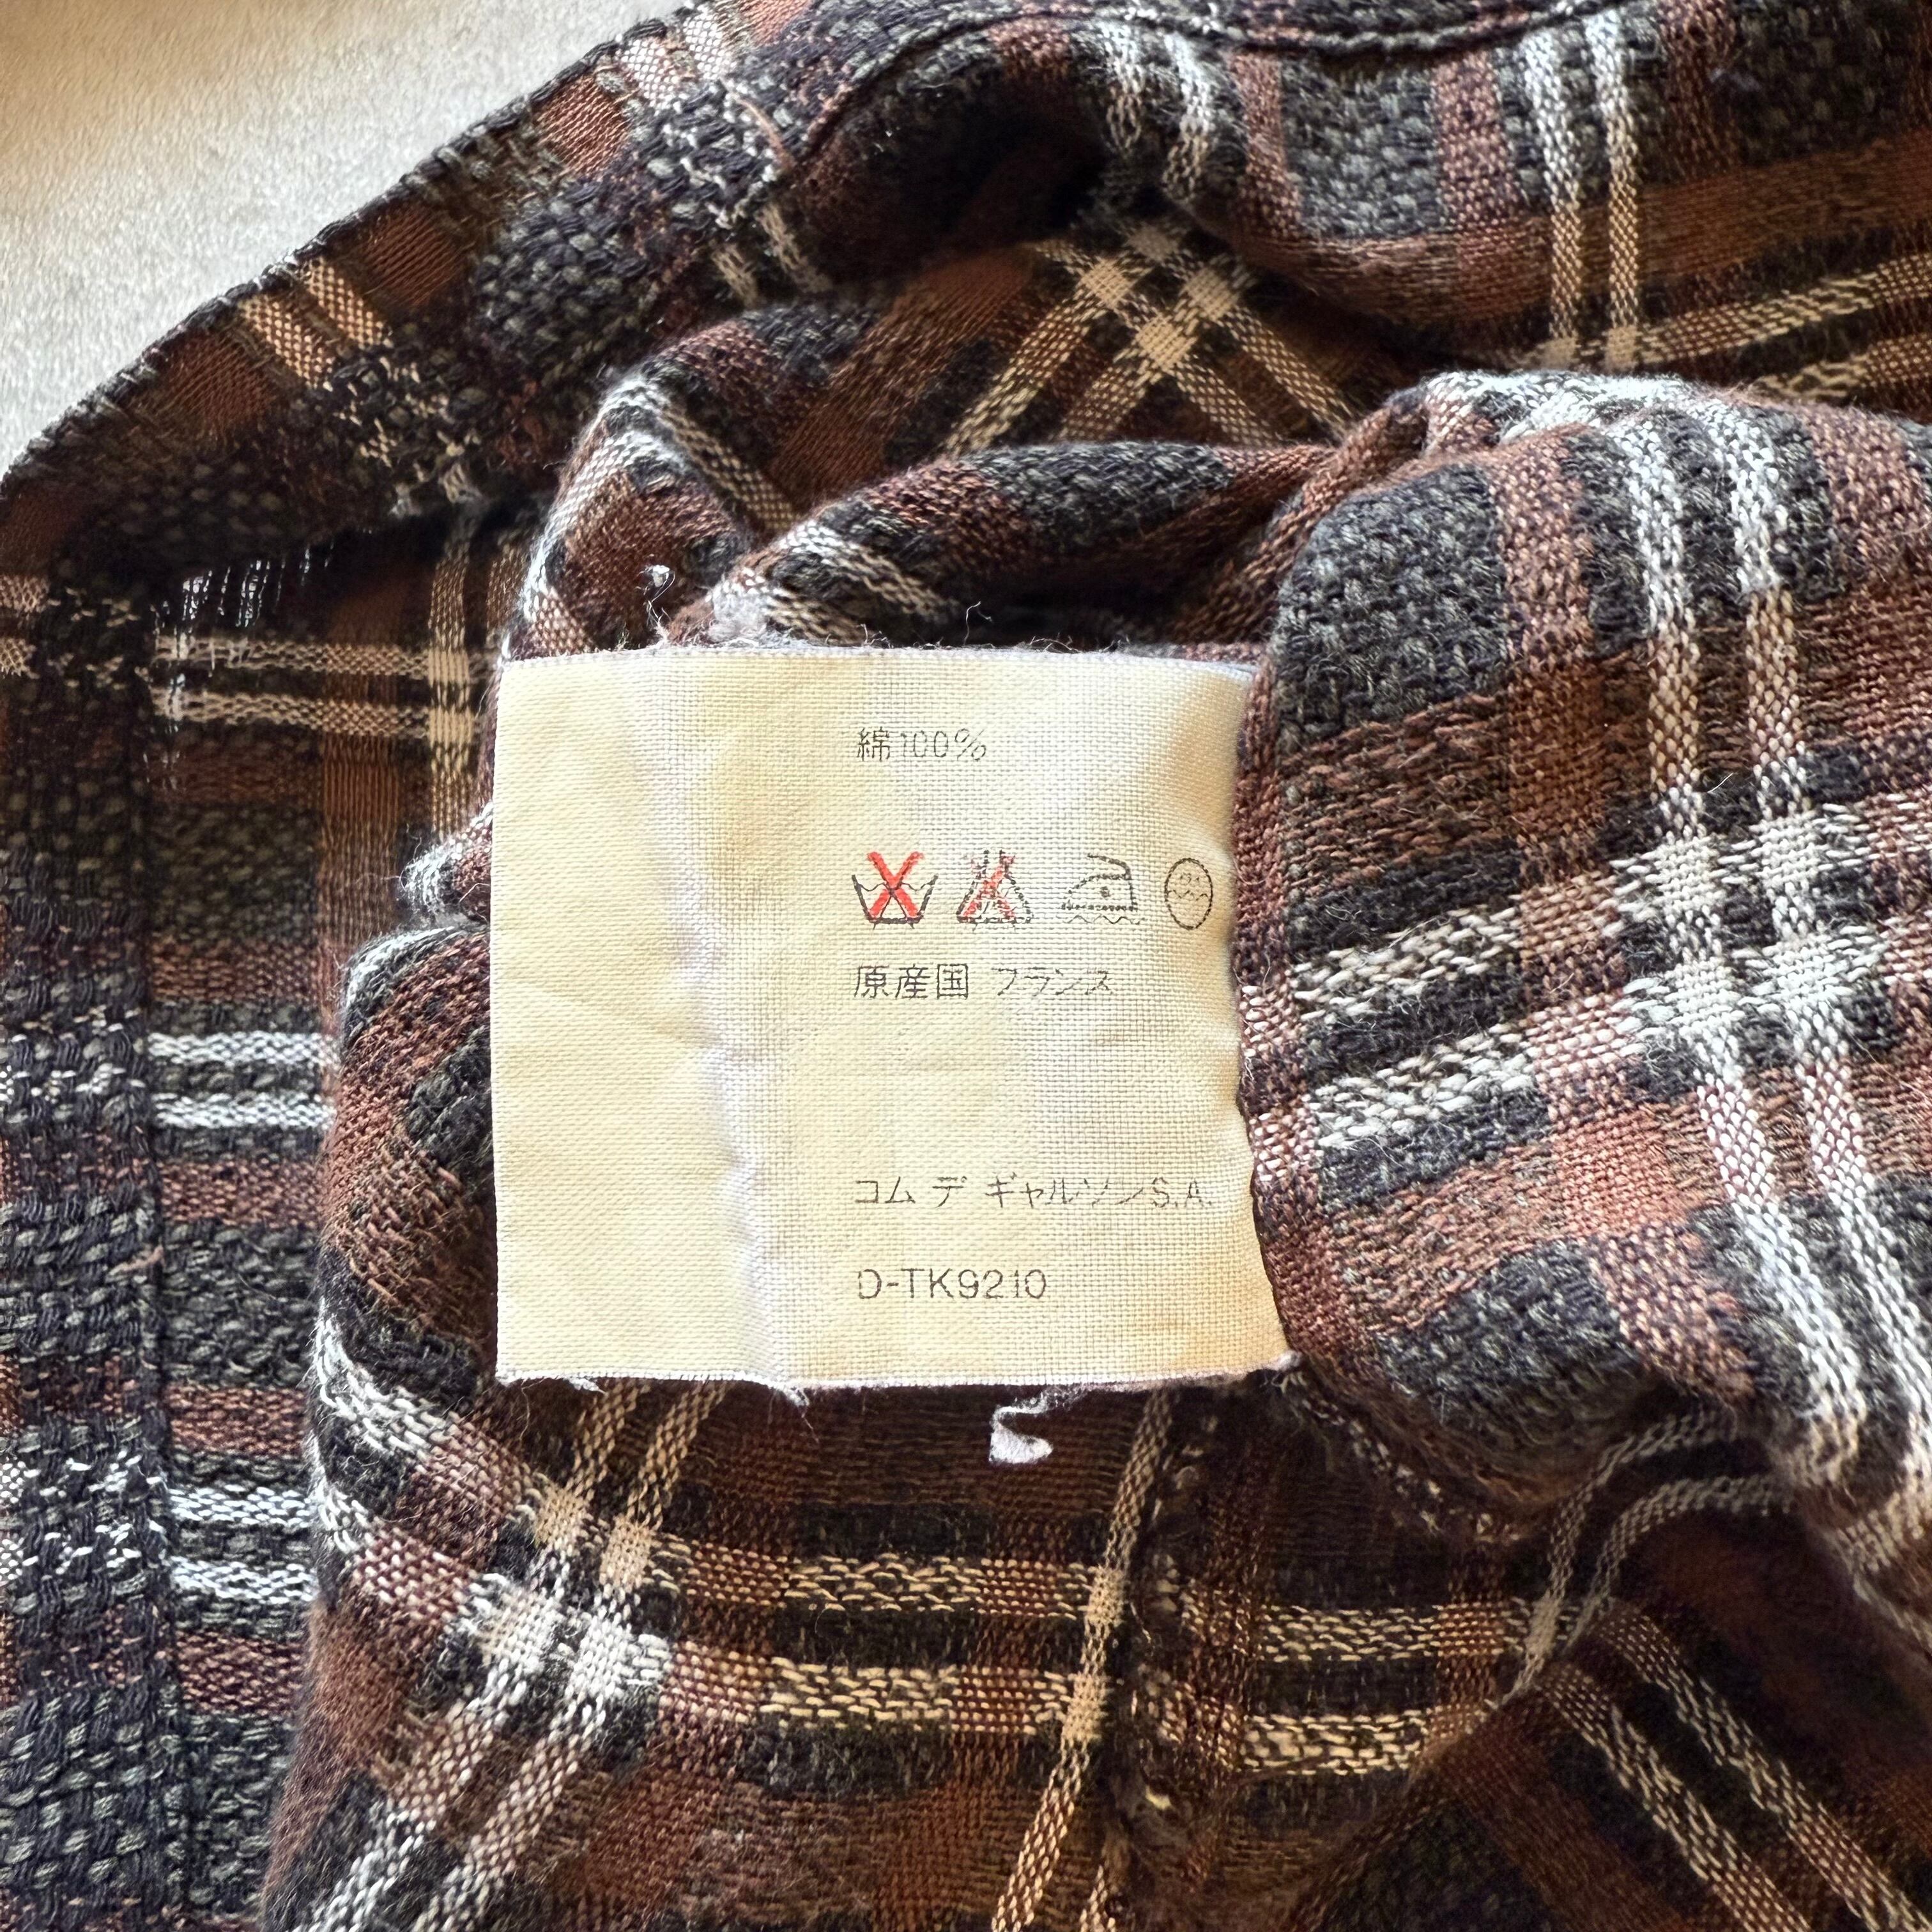 綿100%
原産国 フランス
コム デ ギャルソンS.A.
D-TK9210